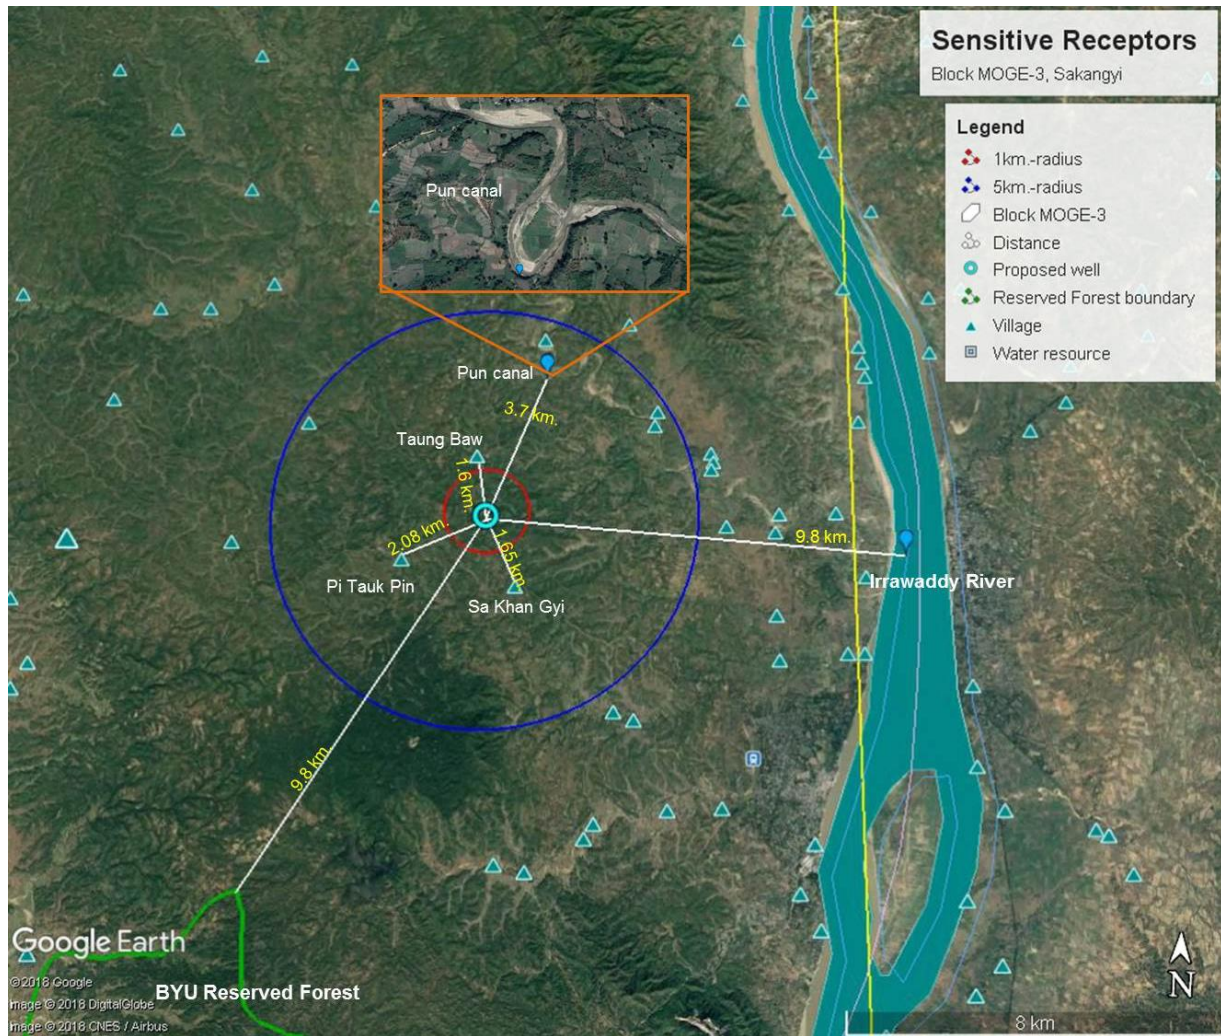 Sensitive Receptors
Block MOGE-3, Sakangyi
Legend
1km.-radius
5km.-radius
Block MOGE-3
Distance
Proposed well
Reserved Forest boundary
Village
Water resource
Pun canal
Pun canal
3.7 km.
Taung Baw
1.6 km.
2.08 km.
1.65 km.
9.8 km.
Pi Tauk Pin
Sa Khan Gyi
Irrawaddy River
9.8 km.
Google Earth
©2018 Google
Image © 2018 DigitalGlobe
Image © 2018 CNES / Airbus
BYU Reserved Forest
N
8 km